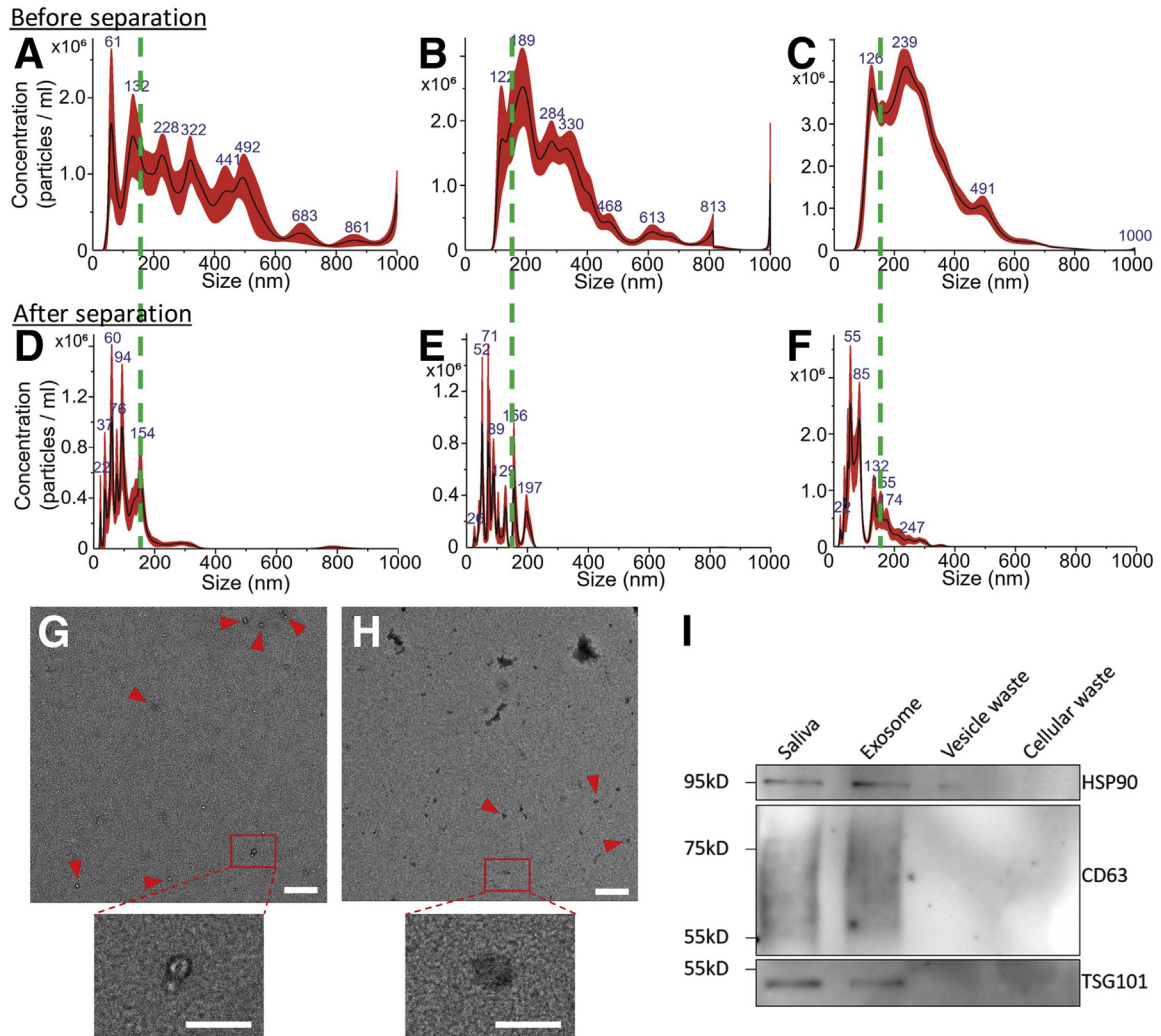 Before separation
A
x10⁶
61
132
228
322
441
492
683
861
2.0
1.0
0
Concentration
(particles / ml)
0 200 400 600 800 1000
Size (nm)
B
x10⁶
122
189
284
330
468
613
813
2.0
1.0
0
0 200 400 600 800 1000
Size (nm)
C
x10⁶
126
239
491
1000
4.0
3.0
2.0
1.0
0
0 200 400 600 800 1000
Size (nm)
After separation
D
x10⁶
22
37
60
76
94
154
1.2
0.8
0.4
0
Concentration
(particles / ml)
0 200 400 600 800 1000
Size (nm)
E
x10⁶
26
52
71
89
129
156
197
1.2
0.8
0.4
0
0 200 400 600 800 1000
Size (nm)
F
x10⁶
22
55
85
132
155
174
247
2.0
1.0
0
0 200 400 600 800 1000
Size (nm)
G
H
I
Saliva
Exosome
Vesicle waste
Cellular waste
95kD
HSP90
75kD
CD63
55kD
55kD
TSG101